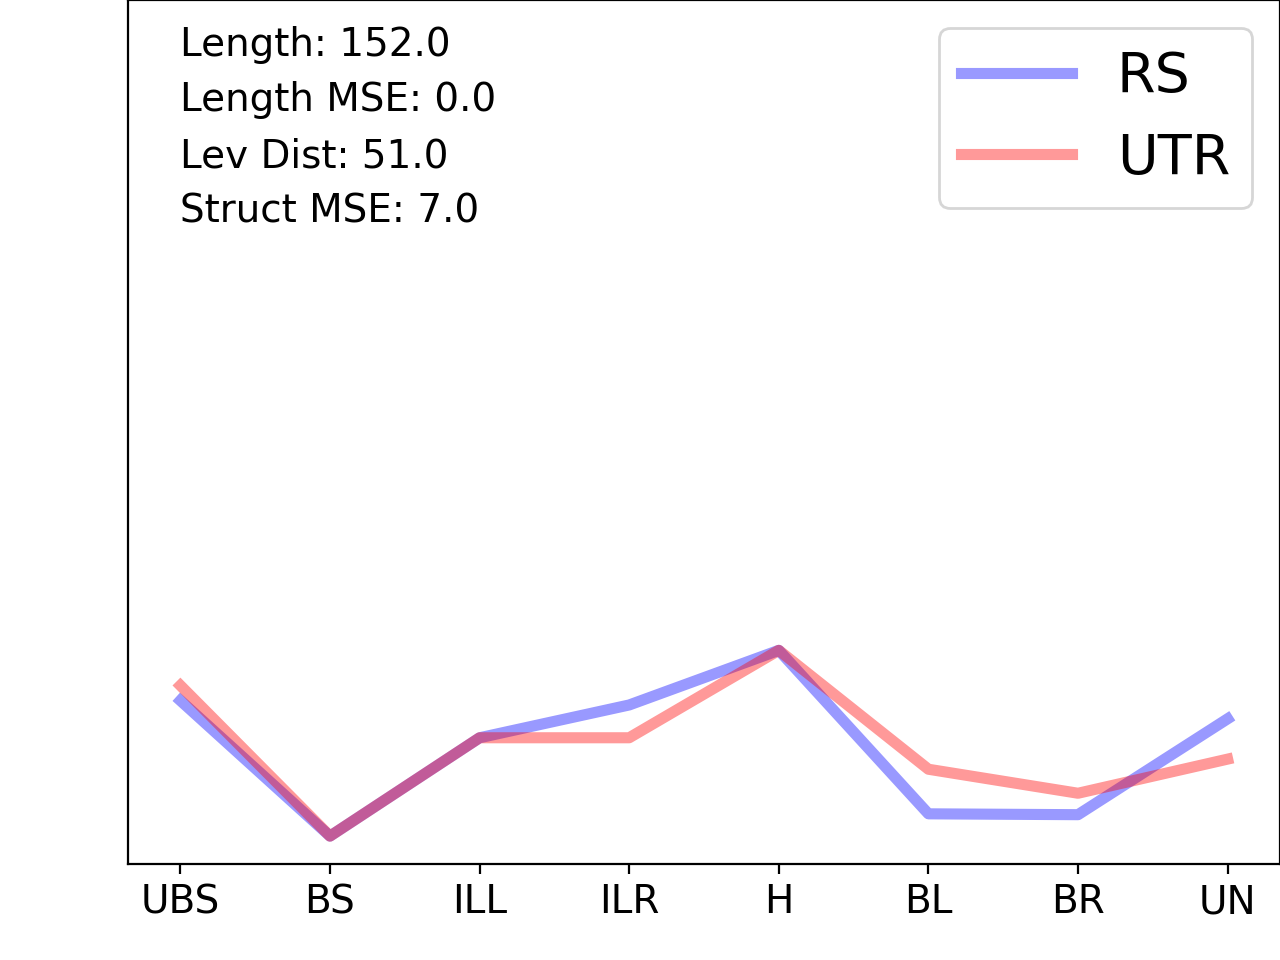 Length: 152.0
Length MSE: 0.0
Lev Dist: 51.0
Struct MSE: 7.0
RS
UTR
UBS BS ILL ILR H BL BR UN